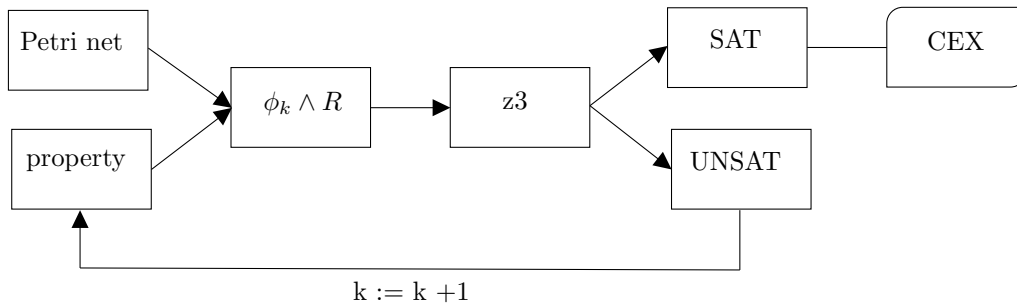 Petri net
SAT
CEX
ϕₖ ∧ R
z3
property
UNSAT
k := k +1